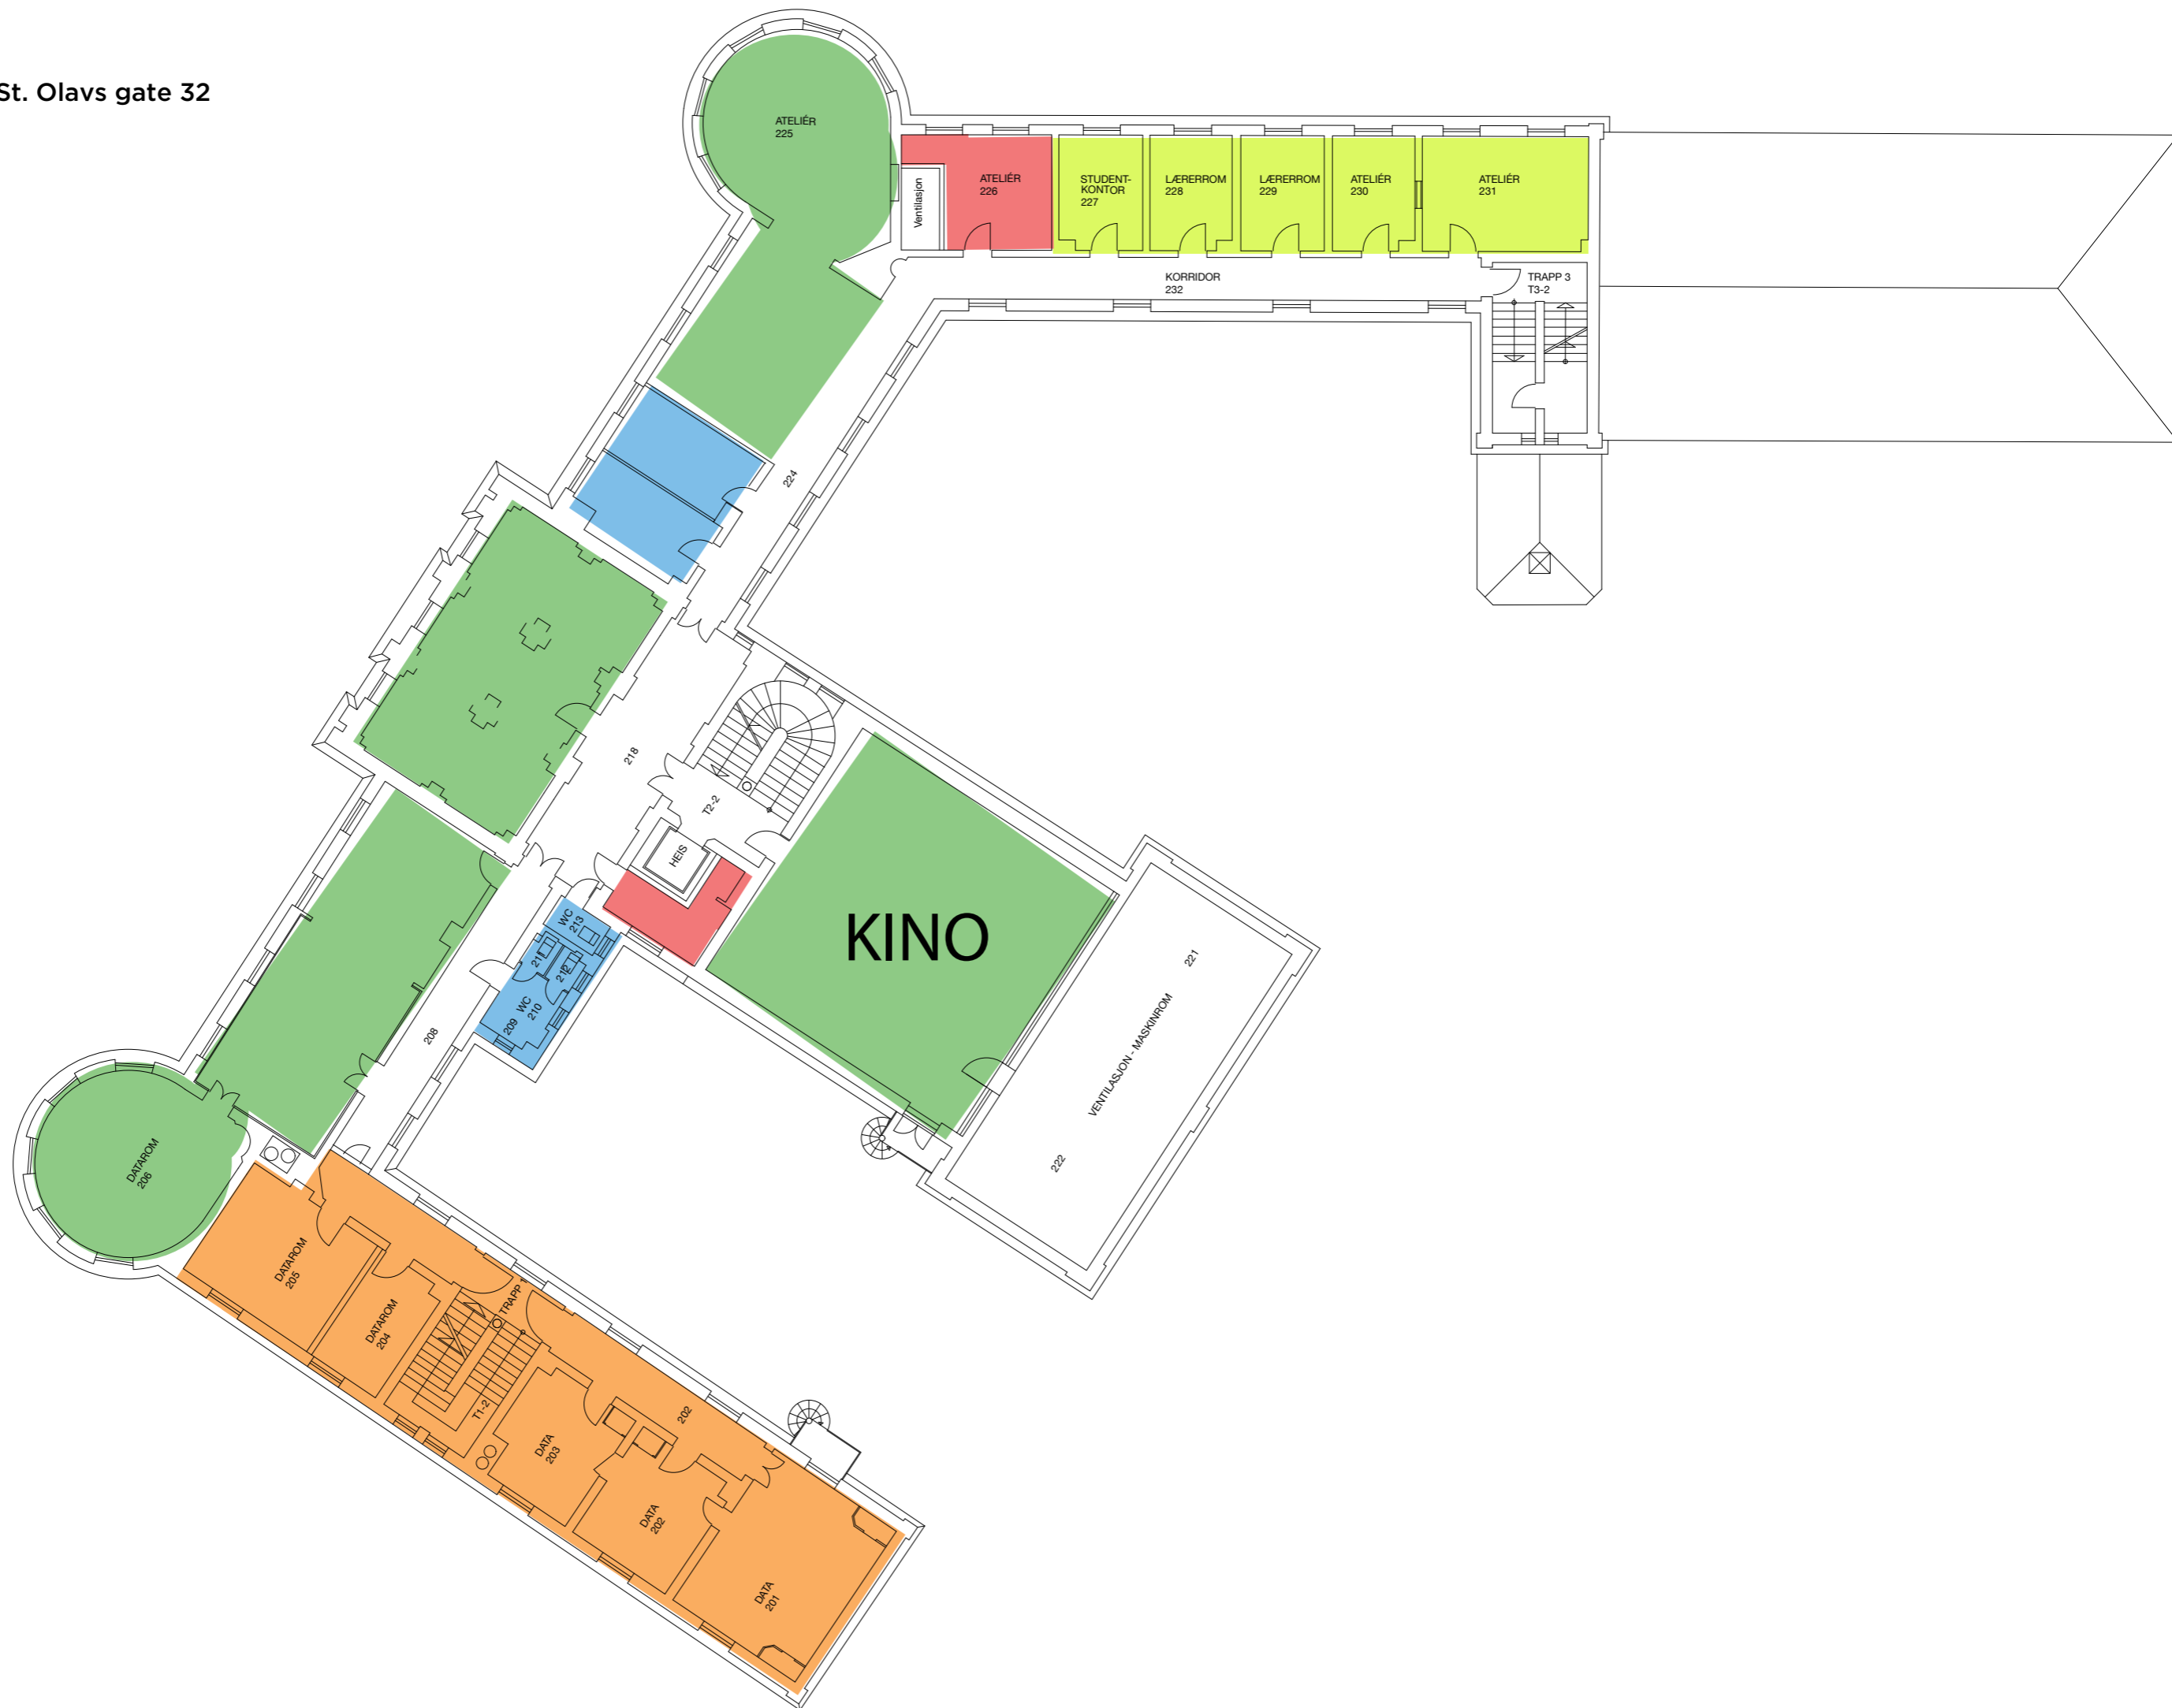 St. Olavs gate 32
ATELIÉR
225
Ventilasjon
ATELIÉR
226
STUDENT-
KONTOR
227
LÆRERROM
228
LÆRERROM
229
ATELIÉR
230
ATELIÉR
231
KORRIDOR
232
TRAPP 3
T3-2
224
218
T2-2
HEIS
KINO
WC
213
211
212
WC
210
209
208
221
VENTILASJON - MASKINROM
222
DATAROM
206
DATAROM
205
DATAROM
204
TRAPP 1
T1-2
202
DATA
203
DATA
202
DATA
201